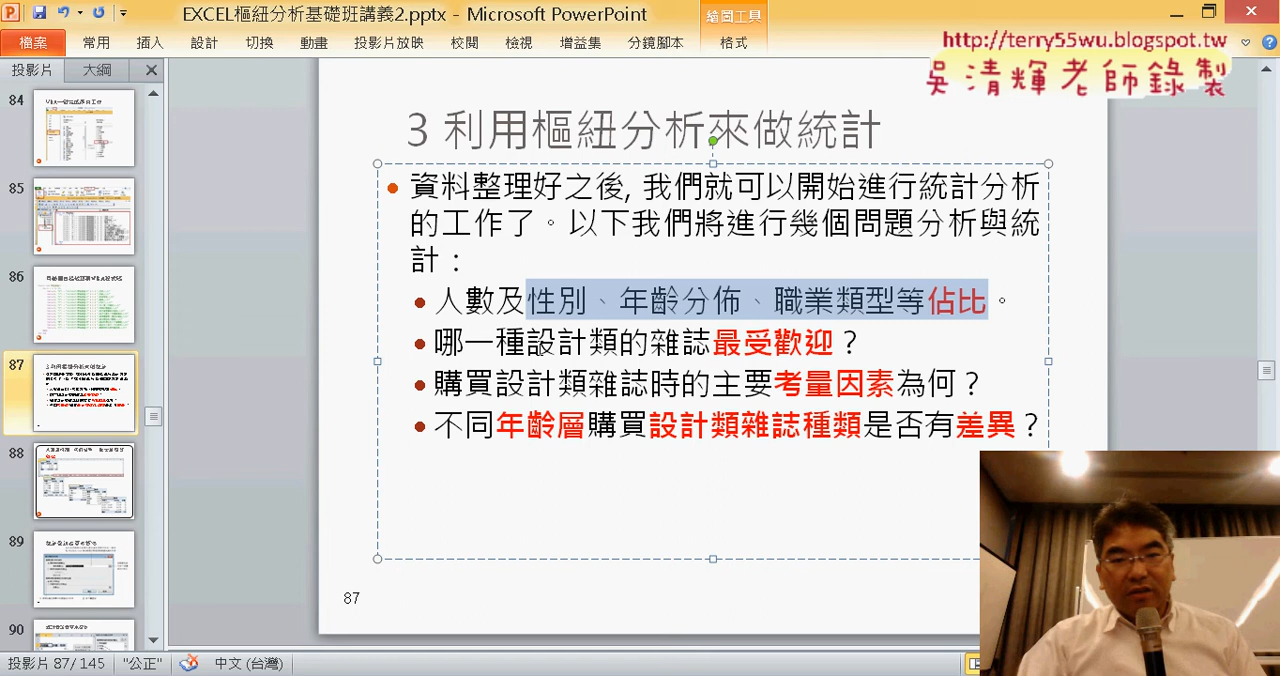 EXCEL樞紐分析基礎班講義2.pptx - Microsoft PowerPoint
繪圖工具
檔案
常用
插入
設計
切換
動畫
投影片放映
校閱
檢視
增益集
分鏡腳本
格式
http://terry55wu.blogspot.tw
吳清輝老師錄製
投影片
大綱
84
85
86
87
88
89
90
3 利用樞紐分析來做統計
資料整理好之後, 我們就可以開始進行統計分析
的工作了。以下我們將進行幾個問題分析與統
計：
人數及性別、年齡分佈、職業類型等佔比。
哪一種設計類的雜誌最受歡迎？
購買設計類雜誌時的主要考量因素為何？
不同年齡層購買設計類雜誌種類是否有差異？
87
投影片 87/ 145
"公正"
中文 (台灣)